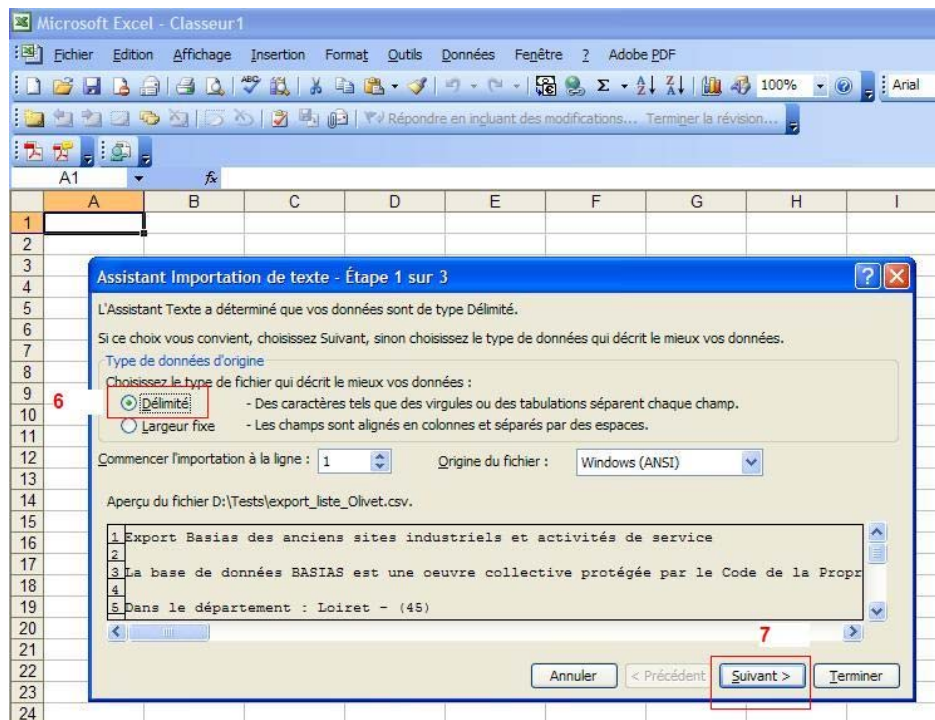 Microsoft Excel - Classeur1
Fichier Edition Affichage Insertion Format Outils Données Fenêtre ? Adobe PDF
100% Arial
Répondre en incluant des modifications... Terminer la révision...
A1 fx
A B C D E F G H I
1
2
3
Assistant Importation de texte - Étape 1 sur 3
4
5 L'Assistant Texte a déterminé que vos données sont de type Délimité.
6
Si ce choix vous convient, choisissez Suivant, sinon choisissez le type de données qui décrit le mieux vos données.
7
Type de données d'origine
8
Choisissez le type de fichier qui décrit le mieux vos données :
9
6 Délimité - Des caractères tels que des virgules ou des tabulations séparent chaque champ.
10
Largeur fixe - Les champs sont alignés en colonnes et séparés par des espaces.
11
12 Commencer l'importation à la ligne : 1 Origine du fichier : Windows (ANSI)
13
14 Aperçu du fichier D:\Tests\export_liste_Olivet.csv.
15
16 1 Export Basias des anciens sites industriels et activités de service
2
17 3 La base de données BASIAS est une oeuvre collective protégée par le Code de la Propr
18 4
19 5 Dans le département : Loiret - (45)
20 7
21
22 Annuler < Précédent Suivant > Terminer
23
24